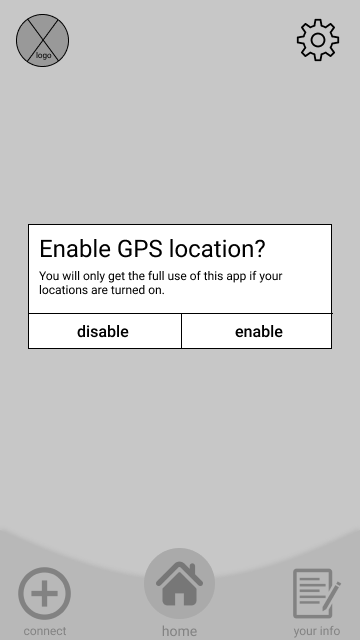 logo
Enable GPS location?
You will only get the full use of this app if your
locations are turned on.
disable
enable
connect
home
your info